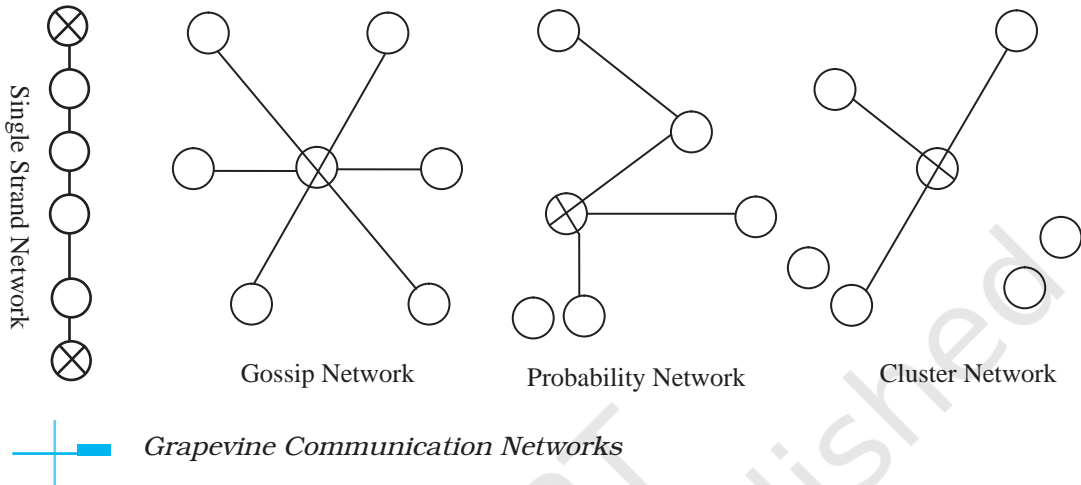 Single Strand Network
Gossip Network
Probability Network
Cluster Network
Grapevine Communication Networks